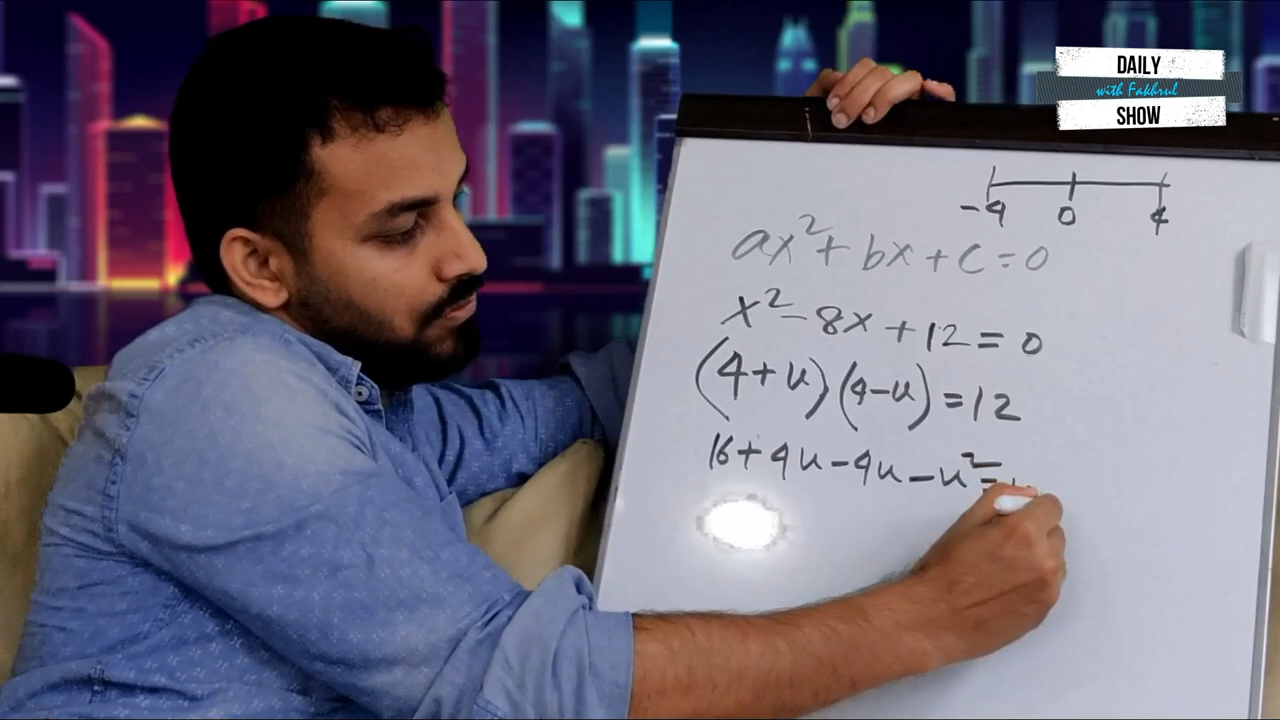 DAILY
with Fakhrul
SHOW
-4 0 4
ax²+ bx + c = 0
x² - 8x + 12 = 0
(4+u)(4-u) = 12
16 + 4u - 4u - u² =